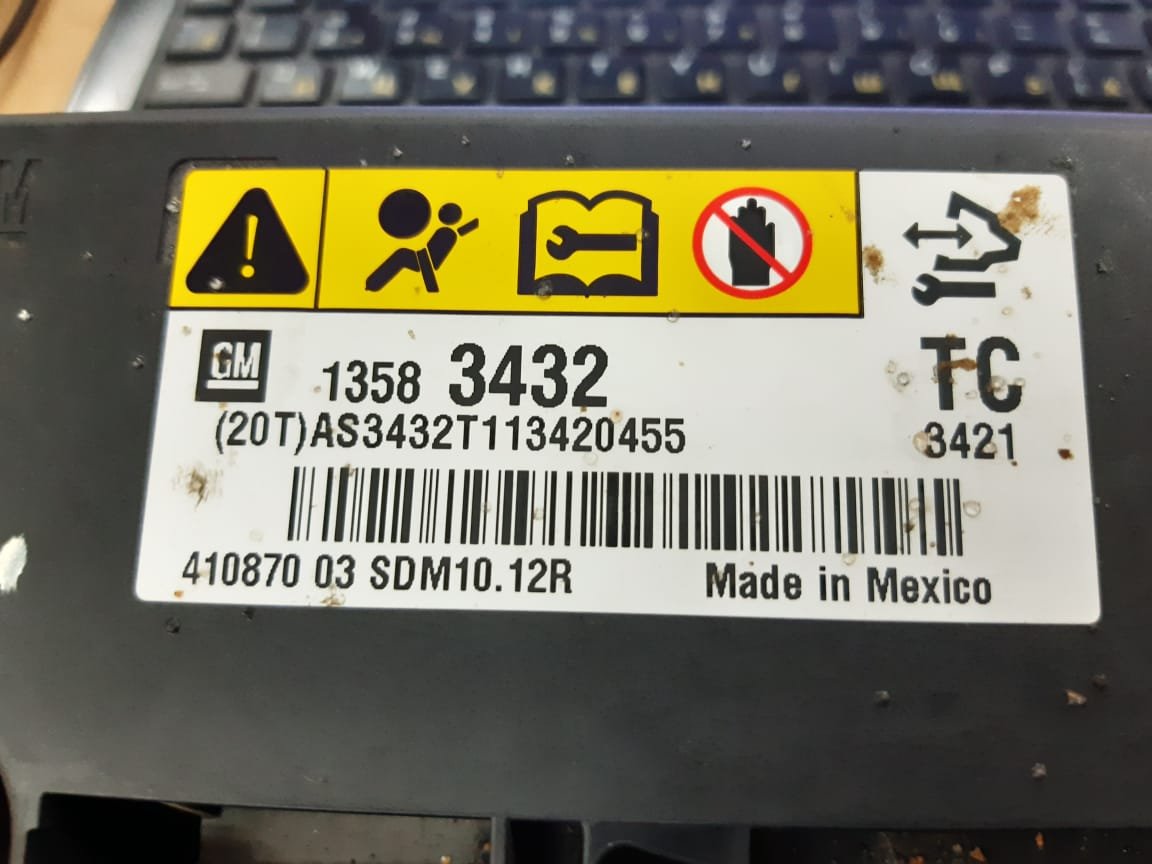 GM 1358 3432 TC
(20T)AS3432T113420455 3421
410870 03 SDM10.12R Made in Mexico